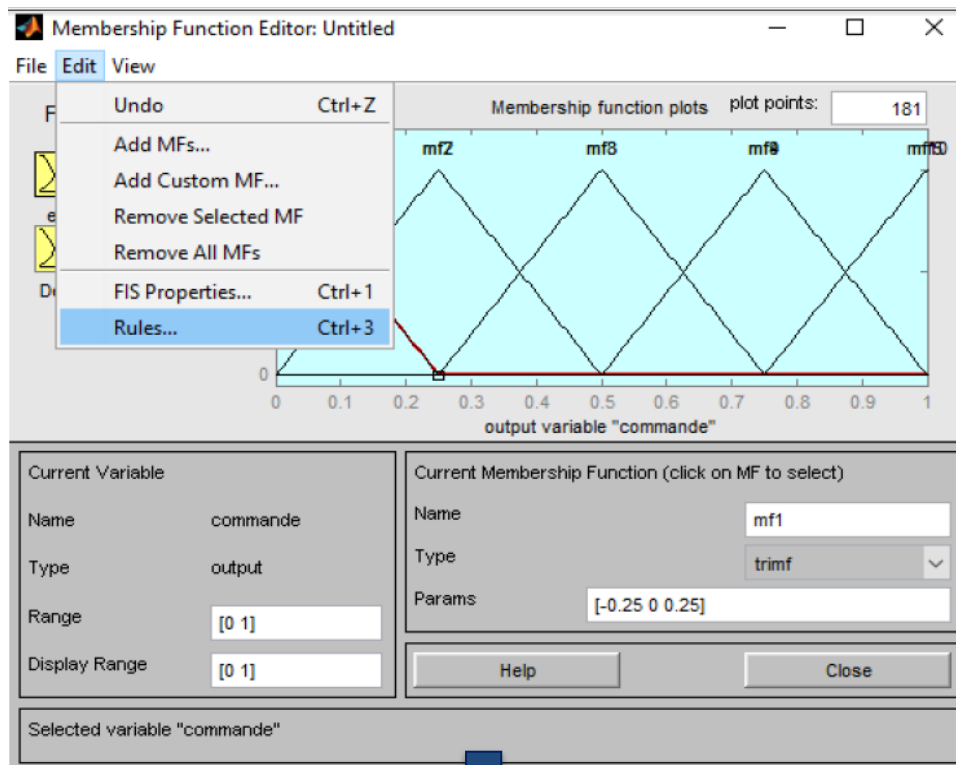 Membership Function Editor: Untitled
File Edit View
Undo Ctrl+Z
Add MFs...
Add Custom MF...
Remove Selected MF
Remove All MFs
FIS Properties... Ctrl+1
Rules... Ctrl+3
Membership function plots plot points: 181
0
0 0.1 0.2 0.3 0.4 0.5 0.6 0.7 0.8 0.9 1
output variable "commande"
Current Variable
Name commande
Type output
Range [0 1]
Display Range [0 1]
Current Membership Function (click on MF to select)
Name mf1
Type trimf
Params [-0.25 0 0.25]
Help Close
Selected variable "commande"